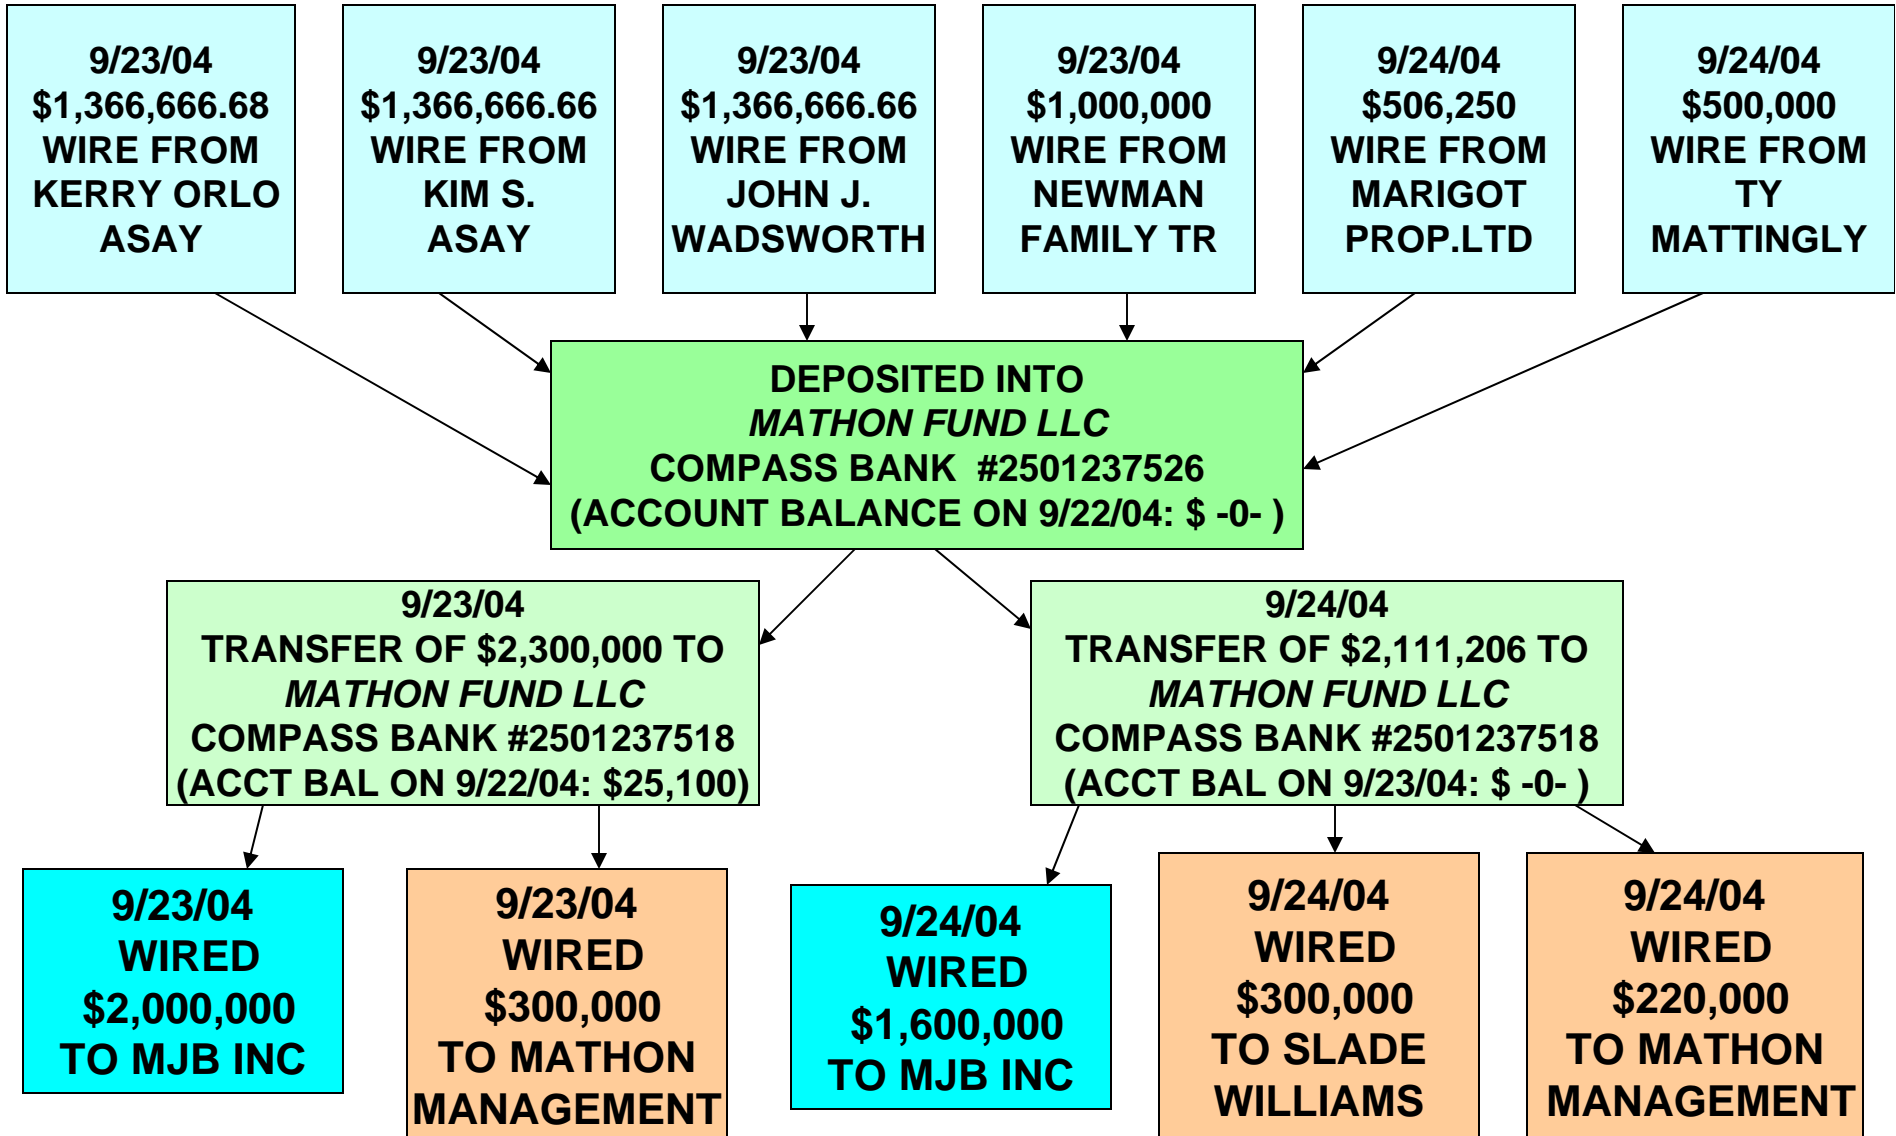 9/23/04
$1,366,666.68
WIRE FROM
KERRY ORLO
ASAY
9/23/04
$1,366,666.66
WIRE FROM
KIM S.
ASAY
9/23/04
$1,366,666.66
WIRE FROM
JOHN J.
WADSWORTH
9/23/04
$1,000,000
WIRE FROM
NEWMAN
FAMILY TR
9/24/04
$506,250
WIRE FROM
MARIGOT
PROP.LTD
9/24/04
$500,000
WIRE FROM
TY
MATTINGLY
DEPOSITED INTO
MATHON FUND LLC
COMPASS BANK #2501237526
(ACCOUNT BALANCE ON 9/22/04: $ -0- )
9/23/04
TRANSFER OF $2,300,000 TO
MATHON FUND LLC
COMPASS BANK #2501237518
(ACCT BAL ON 9/22/04: $25,100)
9/24/04
TRANSFER OF $2,111,206 TO
MATHON FUND LLC
COMPASS BANK #2501237518
(ACCT BAL ON 9/23/04: $ -0- )
9/23/04
WIRED
$2,000,000
TO MJB INC
9/23/04
WIRED
$300,000
TO MATHON
MANAGEMENT
9/24/04
WIRED
$1,600,000
TO MJB INC
9/24/04
WIRED
$300,000
TO SLADE
WILLIAMS
9/24/04
WIRED
$220,000
TO MATHON
MANAGEMENT